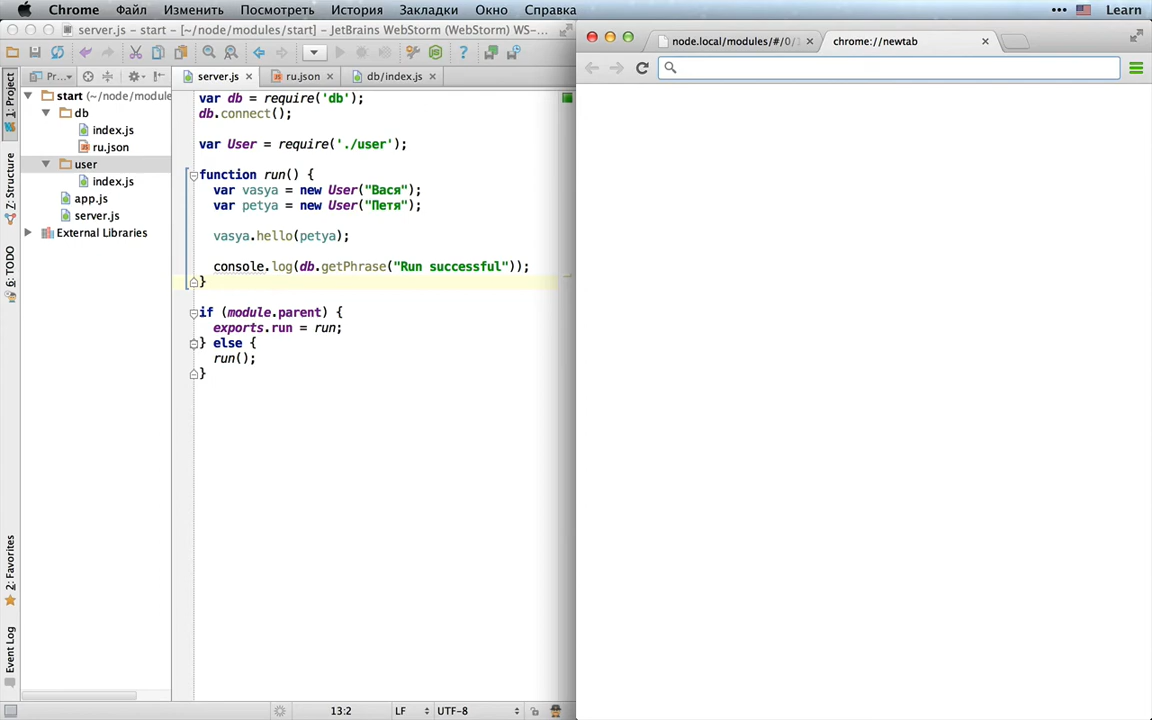 Chrome Файл Изменить Посмотреть История Закладки Окно Справка Learn
server.js – start – [~/node/modules/start] – JetBrains WebStorm (WebStorm) WS-...
node.local/modules/#/0/ chrome://newtab
Pr... server.js ru.json db/index.js
1: Project
Z: Structure
6: TODO
2: Favorites
Event Log
start (~/node/module
db
index.js
ru.json
user
index.js
app.js
server.js
External Libraries
var db = require('db');
db.connect();
var User = require('./user');
function run() {
var vasya = new User("Вася");
var petya = new User("Петя");
vasya.hello(petya);
console.log(db.getPhrase("Run successful"));
}
if (module.parent) {
exports.run = run;
} else {
run();
}
13:2 LF UTF-8